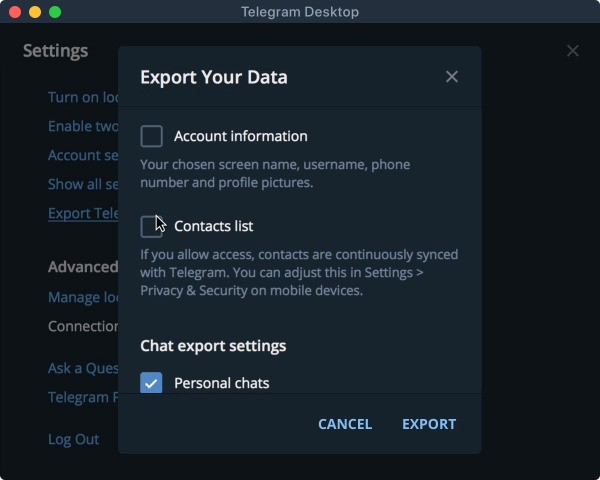 Telegram Desktop
Settings
Export Your Data
Turn on loc
Enable two
Account se
Show all se
Export Tele
Account information
Your chosen screen name, username, phone
number and profile pictures.
Contacts list
If you allow access, contacts are continuously synced
with Telegram. You can adjust this in Settings >
Privacy & Security on mobile devices.
Advanced
Manage loc
Connection
Chat export settings
Personal chats
Ask a Ques
Telegram F
Log Out
CANCEL
EXPORT